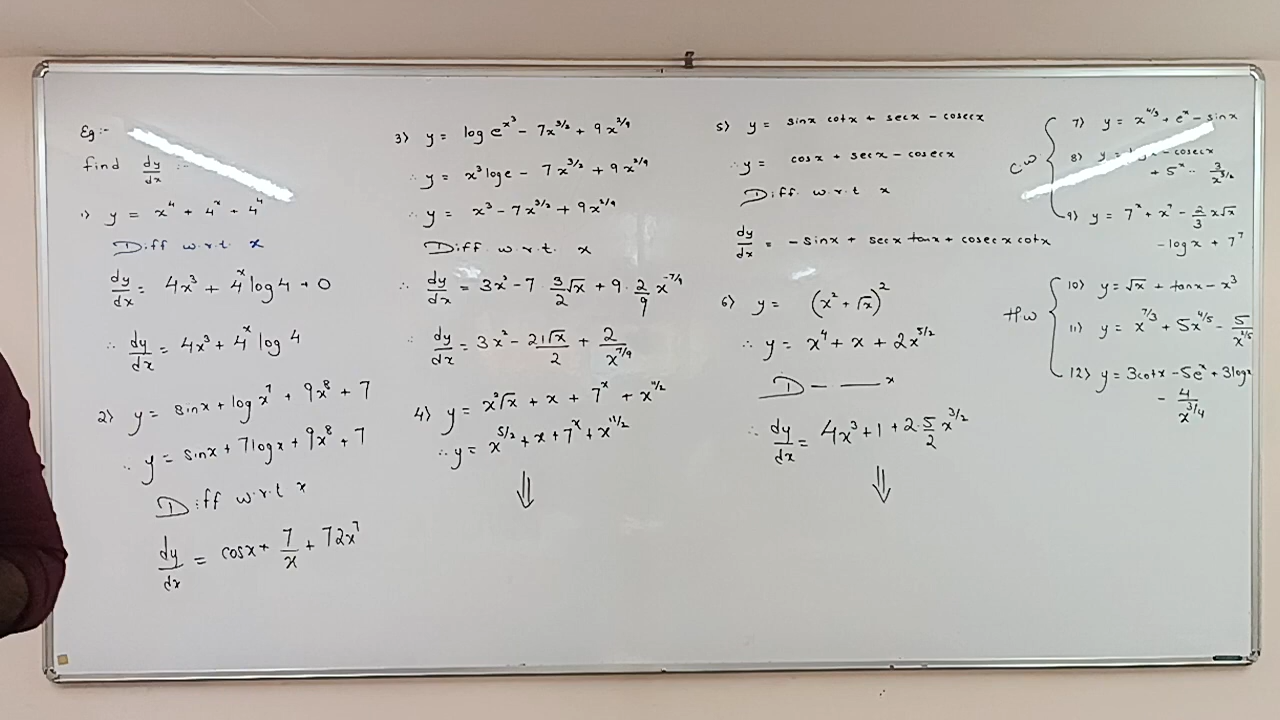 Eg:-
find dy/dx :-
1) y = x⁴ + 4ˣ + 4⁴
Diff w.r.t. x
dy/dx = 4x³ + 4ˣ log 4 + 0
∴ dy/dx = 4x³ + 4ˣ log 4
2) y = sinx + log x⁷ + 9x⁸ + 7
∴ y = sinx + 7logx + 9x⁸ + 7
Diff w.r.t x
dy/dx = cosx + 7/x + 72x⁷
3) y = log e^(x³) - 7x^(3/2) + 9x^(2/9)
∴ y = x³ log e - 7x^(3/2) + 9x^(2/9)
∴ y = x³ - 7x^(3/2) + 9x^(2/9)
Diff w.r.t. x
∴ dy/dx = 3x² - 7 · 3√x/2 + 9 · 2/9 x^(-7/9)
∴ dy/dx = 3x² - 21√x/2 + 2/x^(7/9)
4) y = x²√x + x + 7ˣ + x^(11/2)
∴ y = x^(5/2) + x + 7ˣ + x^(11/2)
⇓
5) y = sinx cotx + secx - cosecx
∴ y = cosx + secx - cosecx
Diff w.r.t x
dy/dx = - sinx + secx tanx + cosecx cotx
6) y = (x² + √x)²
∴ y = x⁴ + x + 2x^(5/2)
D — — x
∴ dy/dx = 4x³ + 1 + 2·5/2 x^(3/2)
⇓
CW
7) y = x^(4/3) + eˣ - sinx
8) y = - cosecx
+ 5ˣ - 3/x^(3/2)
9) y = 7ˣ + x⁷ - 2/3 x√x
- log x + 7⁷
HW
10) y = √x + tanx - x³
11) y = x^(7/3) + 5x^(4/5) - 5/x^(1/5)
12) y = 3cotx - 5eˣ + 3logx
- 4/x^(3/4)